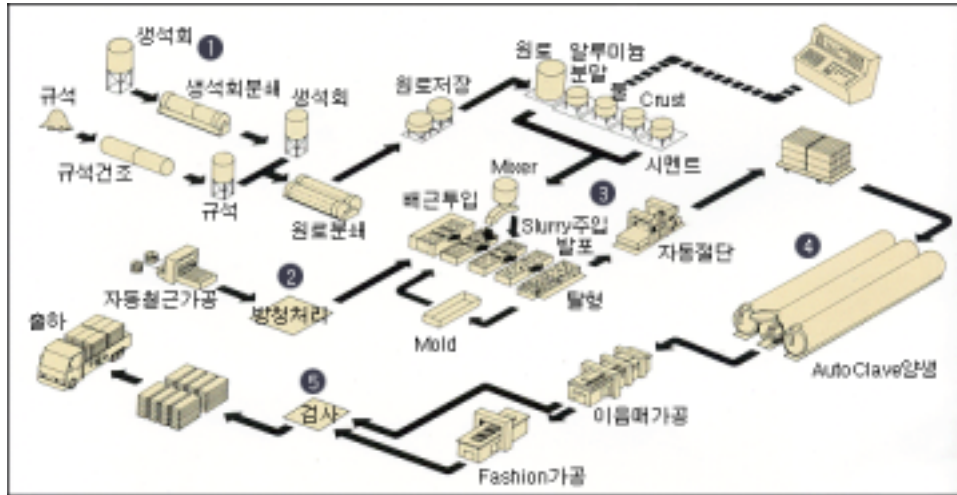 생석회
1
규석
생석회분쇄
생석회
규석건조
규석
원로분쇄
원로저장
원로
알루미늄
분말
물
Crust
시멘트
Mixer
배근투입
3
Slurry주입
발포
자동절단
탈형
Mold
자동철근가공
2
방청처리
4
AutoClave양생
이음매가공
Fashion가공
5
검사
출하